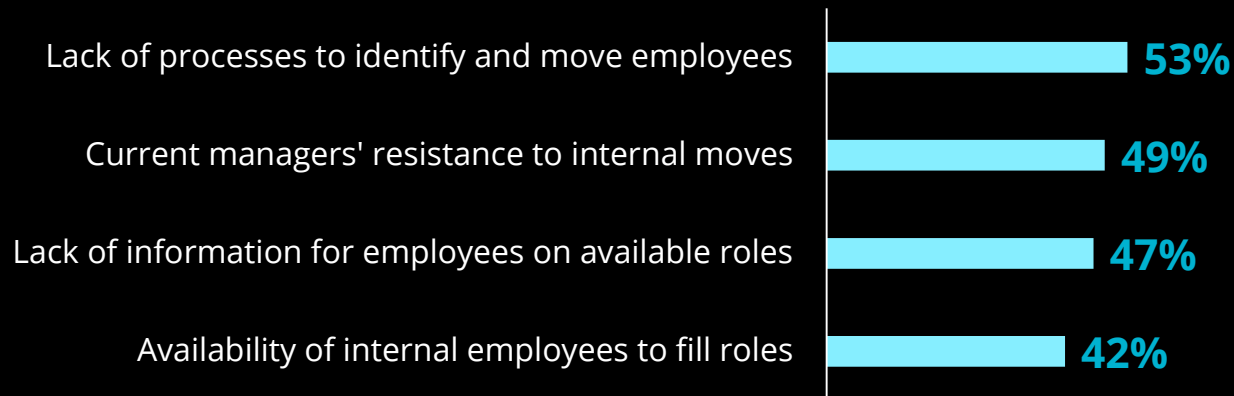 Lack of processes to identify and move employees 53%
Current managers' resistance to internal moves 49%
Lack of information for employees on available roles 47%
Availability of internal employees to fill roles 42%